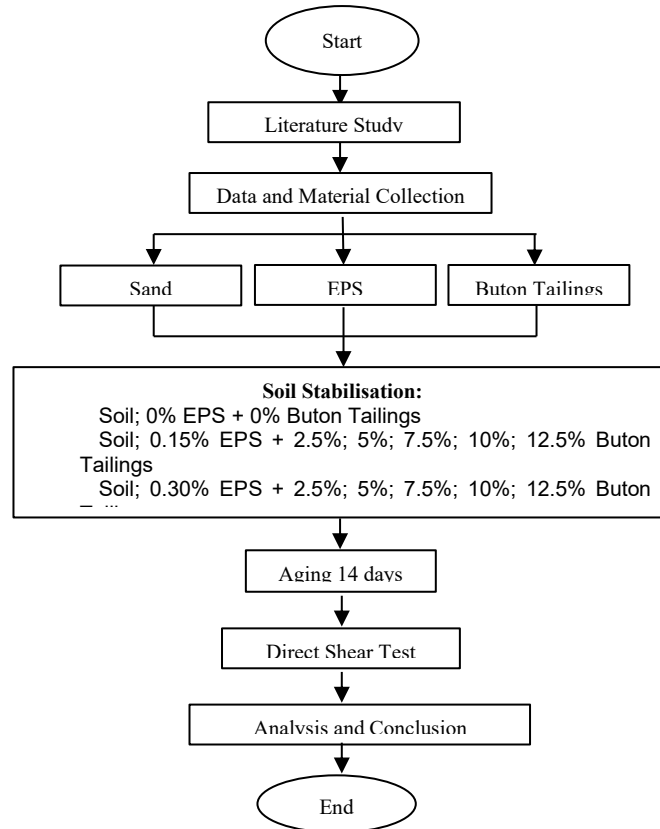 Start
Literature Study
Data and Material Collection
Sand
EPS
Buton Tailings
Soil Stabilisation:
Soil; 0% EPS + 0% Buton Tailings
Soil; 0.15% EPS + 2.5%; 5%; 7.5%; 10%; 12.5% Buton
Tailings
Soil; 0.30% EPS + 2.5%; 5%; 7.5%; 10%; 12.5% Buton
Aging 14 days
Direct Shear Test
Analysis and Conclusion
End